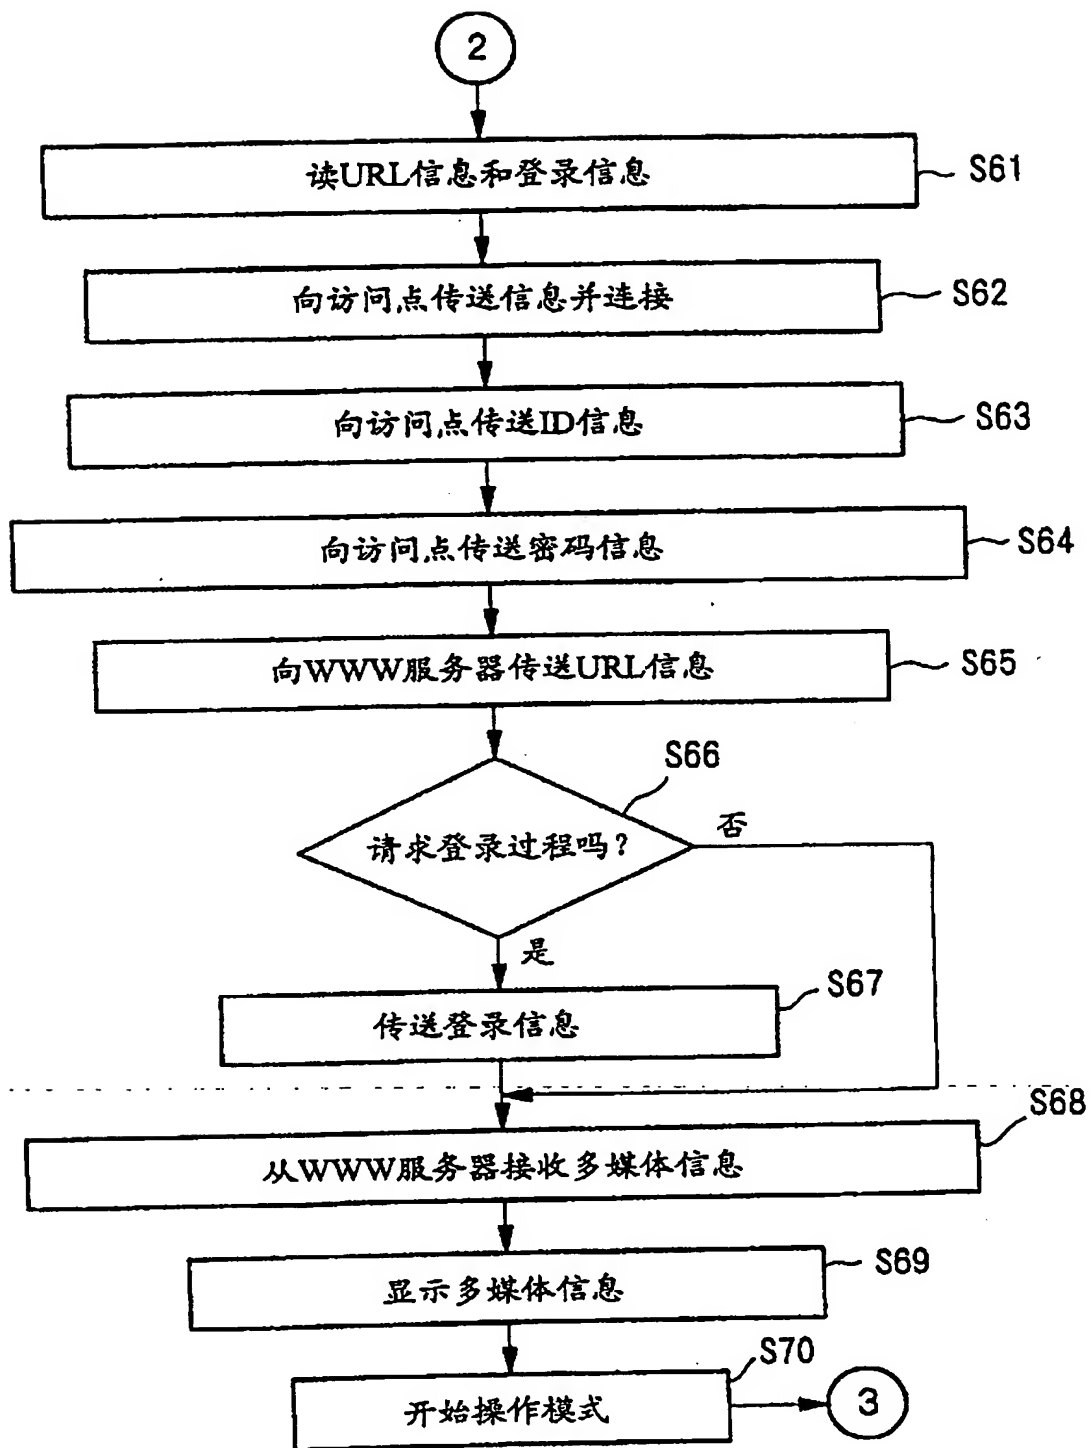 2
读URL信息和登录信息
S61
向访问点传送信息并连接
S62
向访问点传送ID信息
S63
向访问点传送密码信息
S64
向WWW服务器传送URL信息
S65
S66
请求登录过程吗?
否
是
S67
传送登录信息
S68
从WWW服务器接收多媒体信息
S69
显示多媒体信息
S70
开始操作模式
3